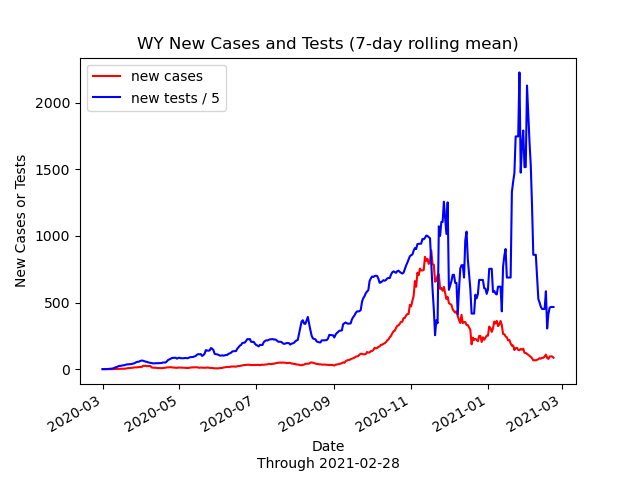 WY New Cases and Tests (7-day rolling mean)
new cases
new tests / 5
New Cases or Tests
2000
1500
1000
500
0
2020-03
2020-05
2020-07
2020-09
2020-11
2021-01
2021-03
Date
Through 2021-02-28